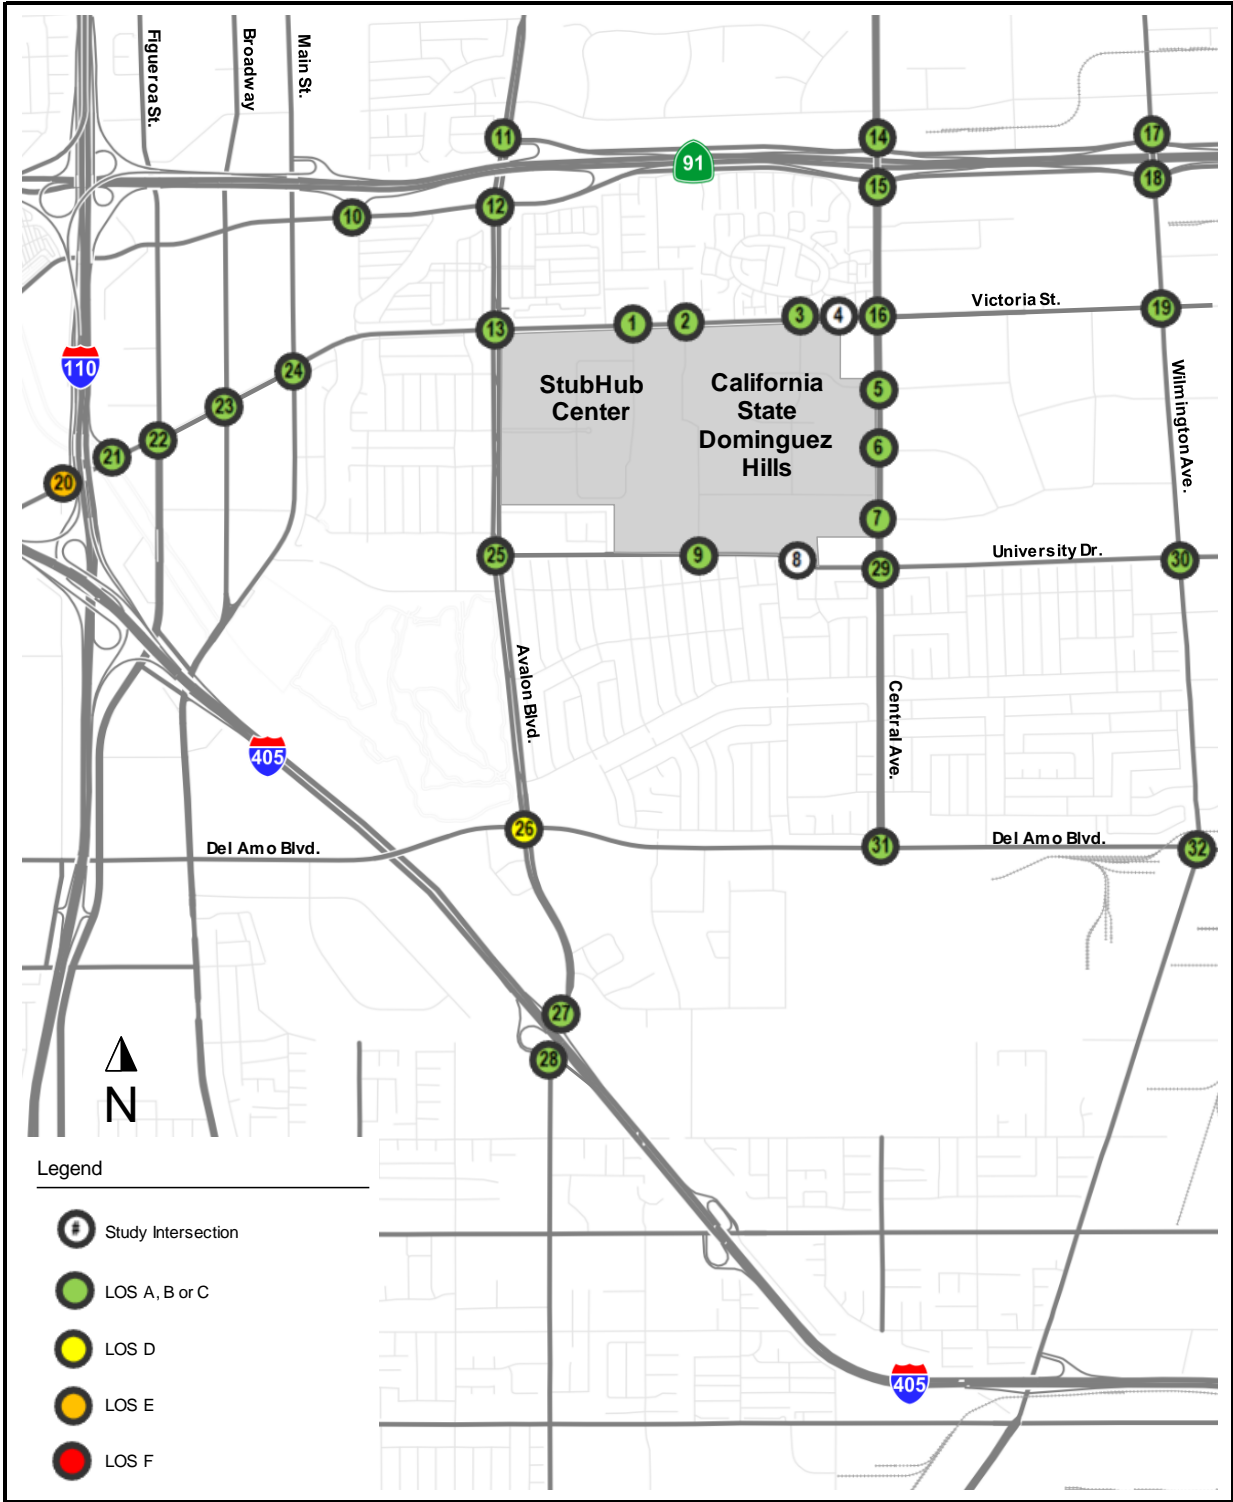 Figueroa St.
Broadway
Main St.
11
14
17
91
15
18
10
12
Victoria St.
13
1
2
3
4
16
19
110
24
StubHub
Center
California
State
Dominguez
Hills
5
Wilmington Ave.
23
22
21
6
20
7
25
9
8
29
University Dr.
30
Avalon Blvd.
Central Ave.
405
26
Del Amo Blvd.
31
Del Amo Blvd.
32
27
28
N
Legend
# Study Intersection
LOS A, B or C
LOS D
LOS E
LOS F
405